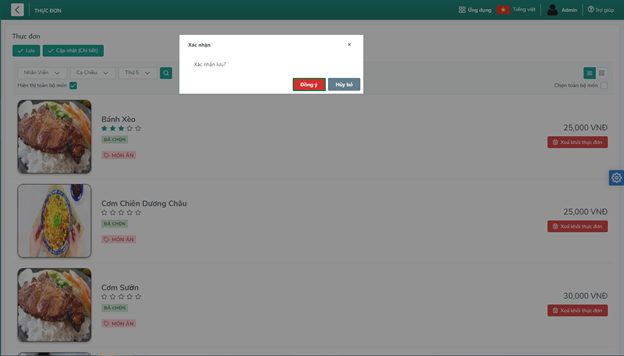 THỰC ĐƠN
Ứng dụng
Tiếng việt
Admin
Trợ giúp
Thực đơn
Lưu
Cập nhật (Chi tiết)
Xác nhận
×
Xác nhận lưu?
Đồng ý
Hủy bỏ
Nhân Viên
Ca Chiều
Thứ 5
Hiện thị toàn bộ món
Chọn toàn bộ món
Bánh Xèo
ĐÃ CHỌN
MÓN ĂN
25,000 VNĐ
Xoá khỏi thực đơn
Cơm Chiên Dương Châu
ĐÃ CHỌN
MÓN ĂN
25,000 VNĐ
Xoá khỏi thực đơn
Cơm Sườn
ĐÃ CHỌN
MÓN ĂN
30,000 VNĐ
Xoá khỏi thực đơn